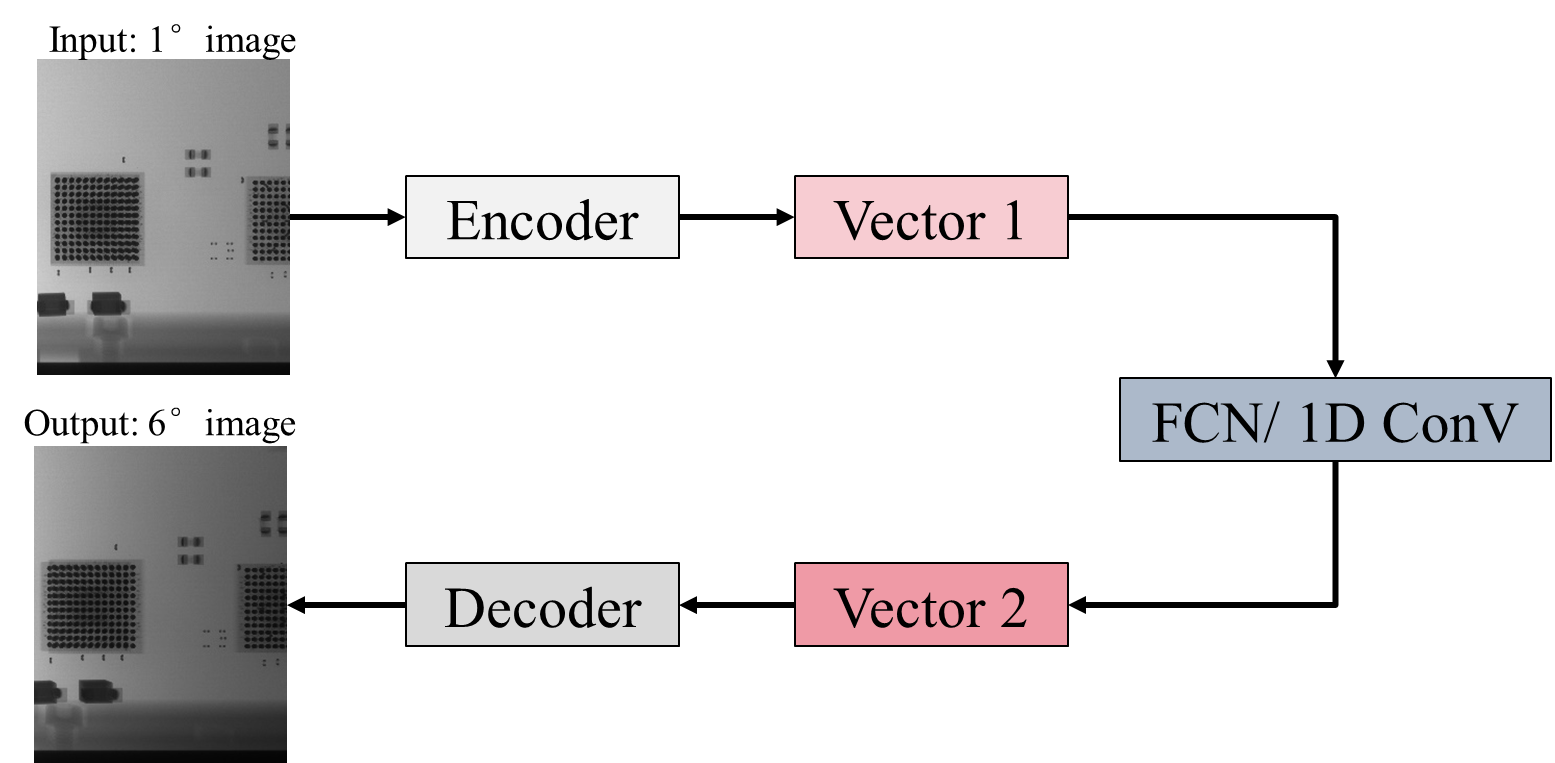 Input: 1° image
Encoder
Vector 1
FCN/ 1D ConV
Output: 6° image
Decoder
Vector 2